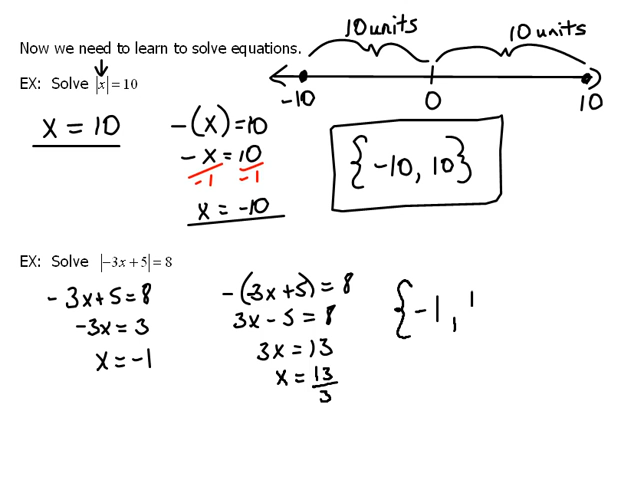 10 units 10 units
Now we need to learn to solve equations.
EX: Solve |x| = 10
-10 0 10
x = 10
-(x) = 10
-x = 10
-1 -1
x = -10
{-10, 10}
EX: Solve |-3x + 5| = 8
-3x+5=8
-3x = 3
x = -1
-(-3x+5) = 8
3x - 5 = 8
3x = 13
x = 13/3
{-1, 1